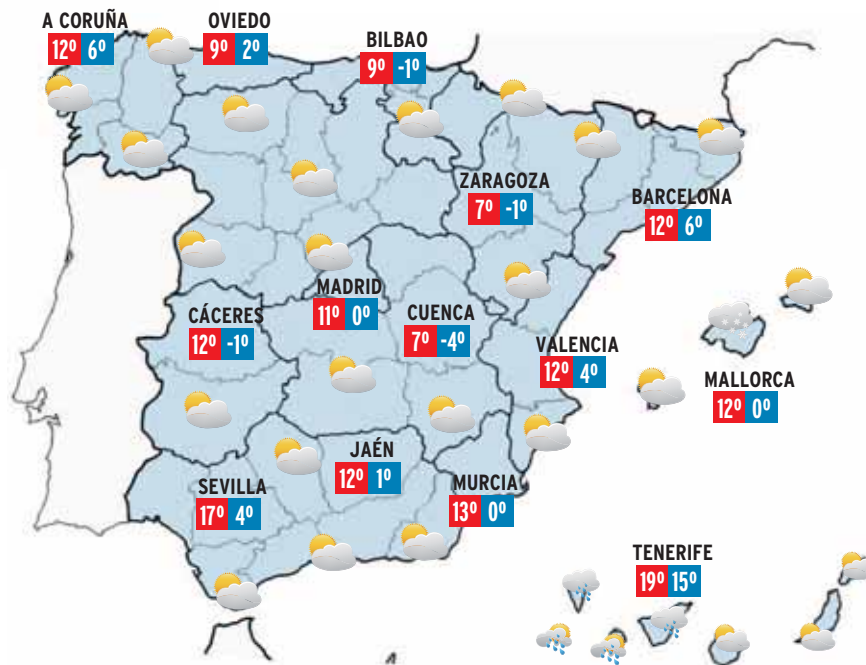 A CORUÑA
12º 6º
OVIEDO
9º 2º
BILBAO
9º -1º
ZARAGOZA
7º -1º
BARCELONA
12º 6º
MADRID
11º 0º
CÁCERES
12º -1º
CUENCA
7º -4º
VALENCIA
12º 4º
MALLORCA
12º 0º
JAÉN
12º 1º
SEVILLA
17º 4º
MURCIA
13º 0º
TENERIFE
19º 15º